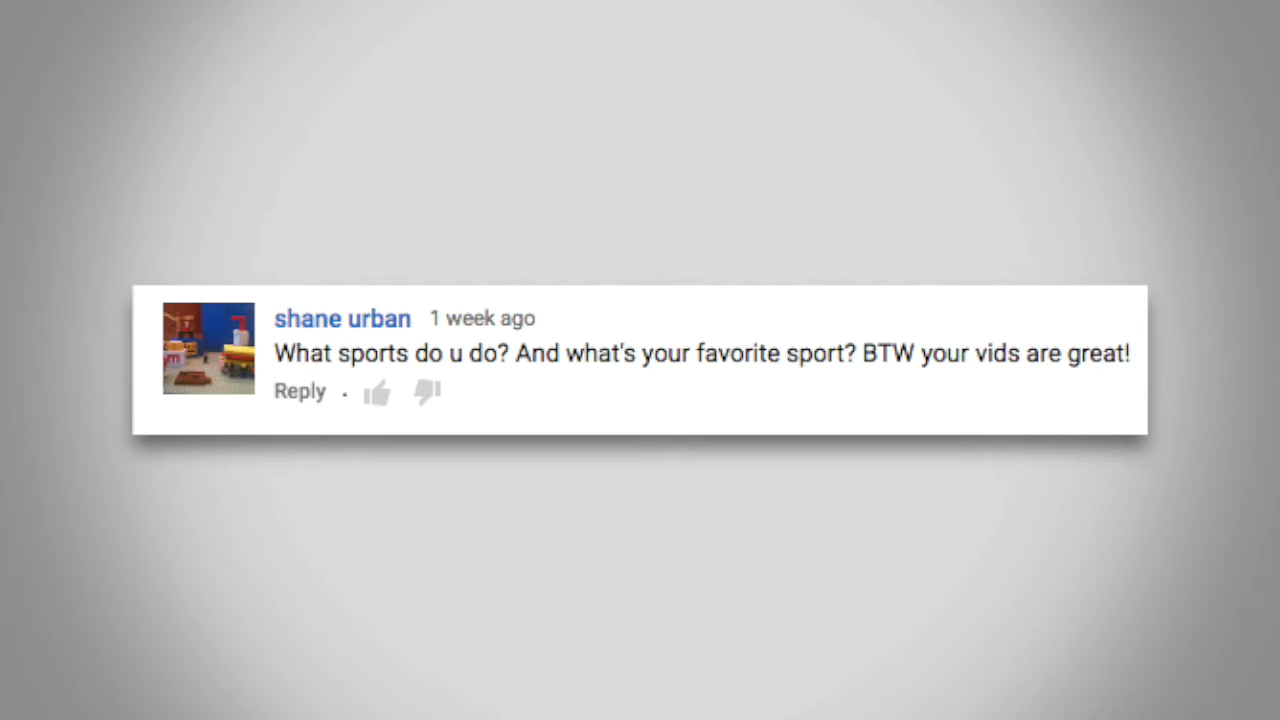 shane urban 1 week ago
What sports do u do? And what's your favorite sport? BTW your vids are great!
Reply .